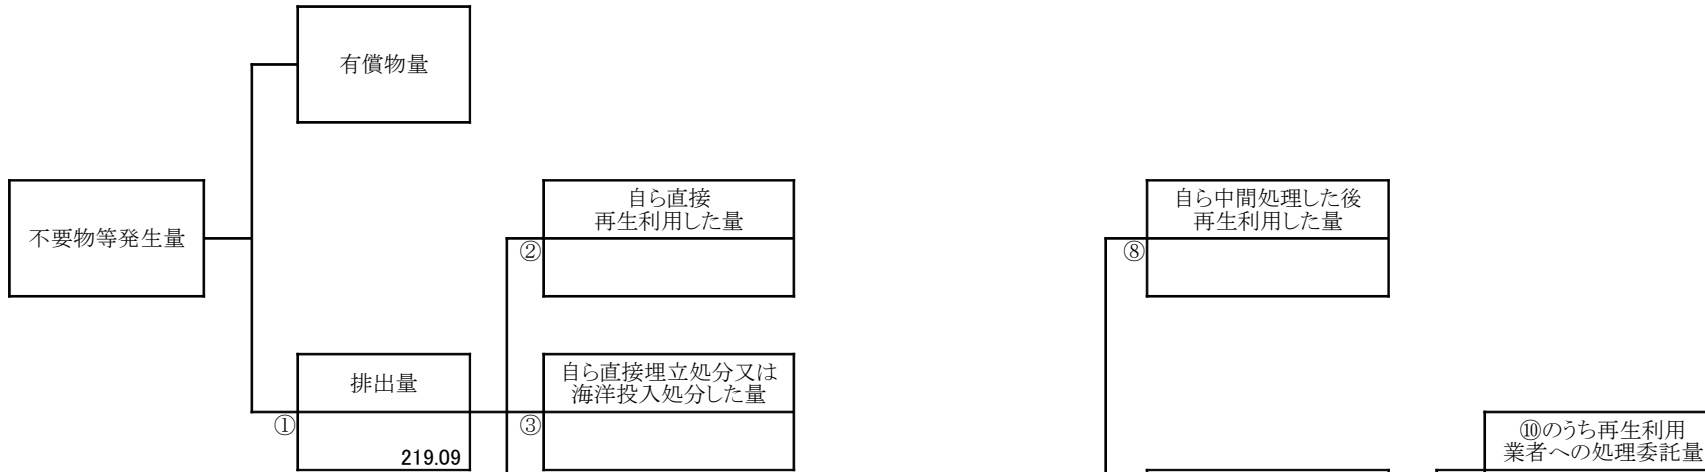 有償物量
不要物等発生量
自ら直接
再生利用した量
②
自ら中間処理した後
再生利用した量
⑧
排出量
①
219.09
自ら直接埋立処分又は
海洋投入処分した量
③
⑩のうち再生利用
業者への処理委託量